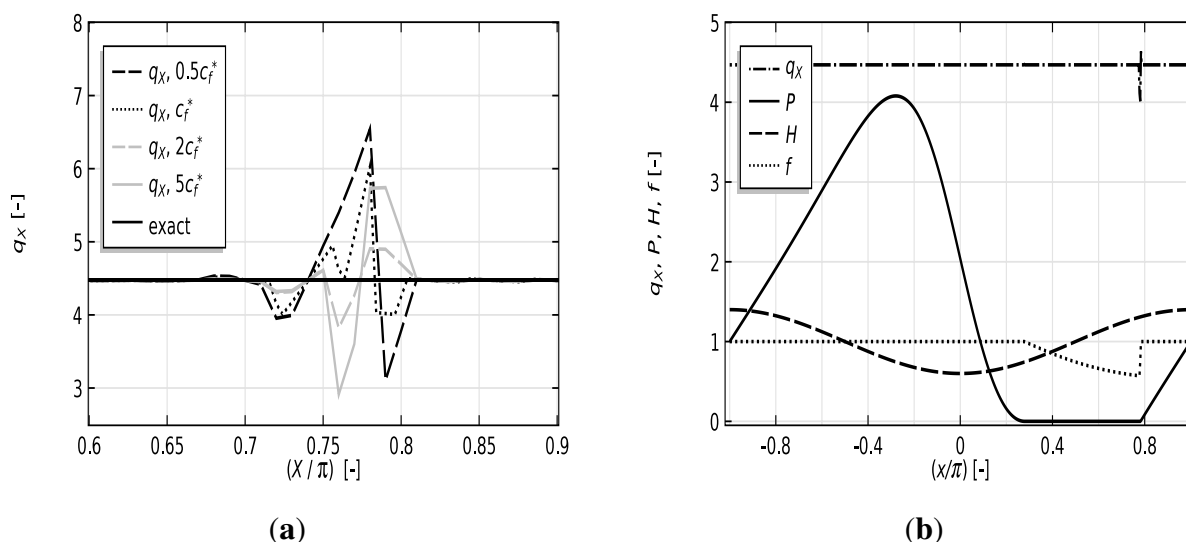 8
7
6
5
4
3
q_X [-]
q_X, 0.5c_f^*
q_X, c_f^*
q_X, 2c_f^*
q_X, 5c_f^*
exact
0.6 0.65 0.7 0.75 0.8 0.85 0.9
(X/π) [-]
(a)
5
4
3
2
1
0
q_X, P, H, f [-]
q_X
P
H
f
-0.8 -0.4 0 0.4 0.8
(x/π) [-]
(b)